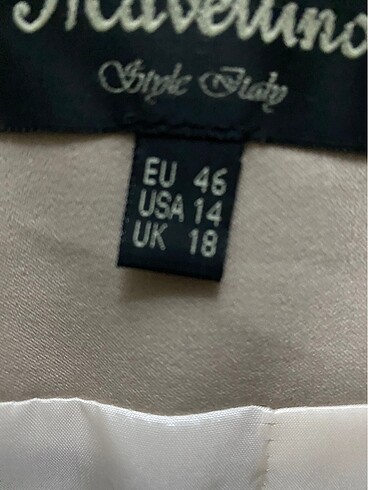 Style Italy
EU 46
USA 14
UK 18